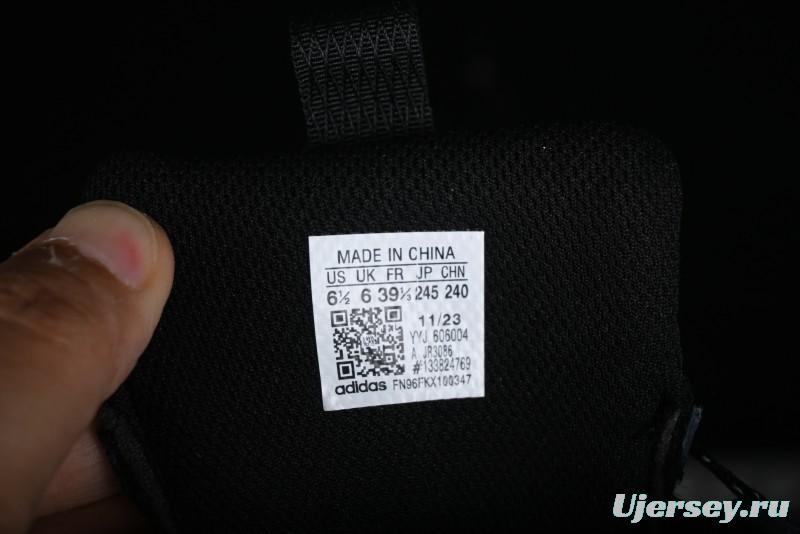 MADE IN CHINA
US UK FR JP CHN
6½ 6 39⅓ 245 240
11/23
YYJ 606004
A JR3086
#133824769
adidas FN96FKX100347
Ujersey.ru